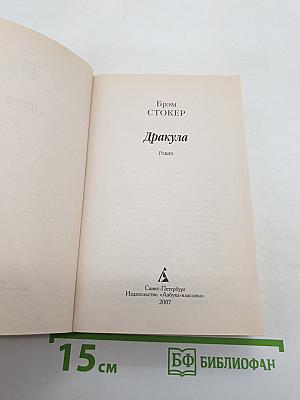 Брэм
СТОКЕР
Дракула
Роман
Санкт-Петербург
Издательство «Азбука-классика»
2007
15 см
БФ БИБЛИОФАН